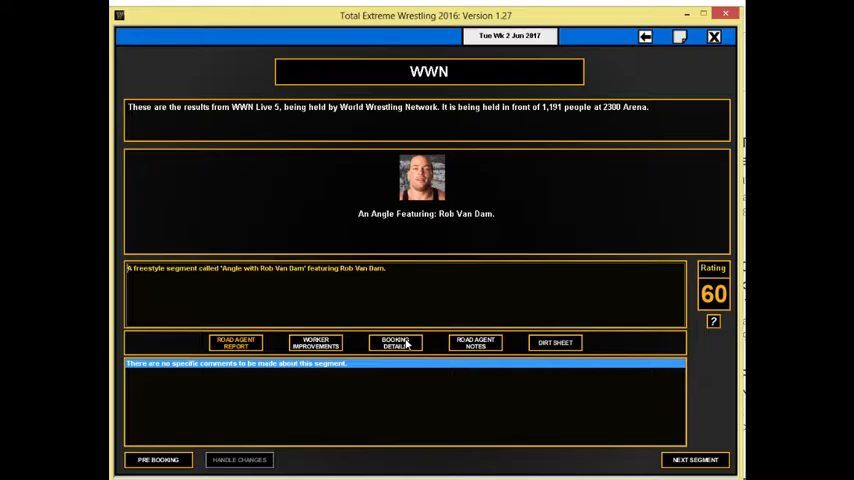 Total Extreme Wrestling 2016: Version 1.27
Tue Wk 2 Jun 2017
WWN
These are the results from WWN Live 5, being held by World Wrestling Network. It is being held in front of 1,191 people at 2300 Arena.
An Angle Featuring: Rob Van Dam.
A freestyle segment called 'Angle with Rob Van Dam' featuring Rob Van Dam.
Rating
60
?
ROAD AGENT REPORT
WORKER IMPROVEMENTS
BOOKING DETAILS
ROAD AGENT NOTES
DIRT SHEET
There are no specific comments to be made about this segment.
PRE BOOKING
HANDLE CHANGES
NEXT SEGMENT